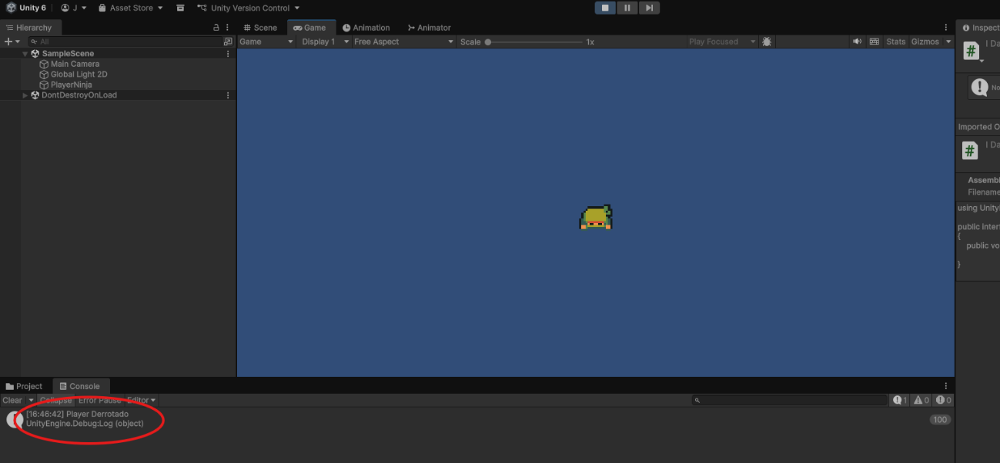 Unity 6 J Asset Store Unity Version Control
Hierarchy
All
SampleScene
Main Camera
Global Light 2D
PlayerNinja
DontDestroyOnLoad
Scene Game Animation Animator
Game Display 1 Free Aspect Scale 1x Play Focused Stats Gizmos
Inspect
# I Da
No
Imported O
# I Da
Assembl
Filename
using Unity
public inter
{
public vo
}
Project Console
Clear Collapse Error Pause Editor 1 0 0
[16:46:42] Player Derrotado
UnityEngine.Debug:Log (object)
100